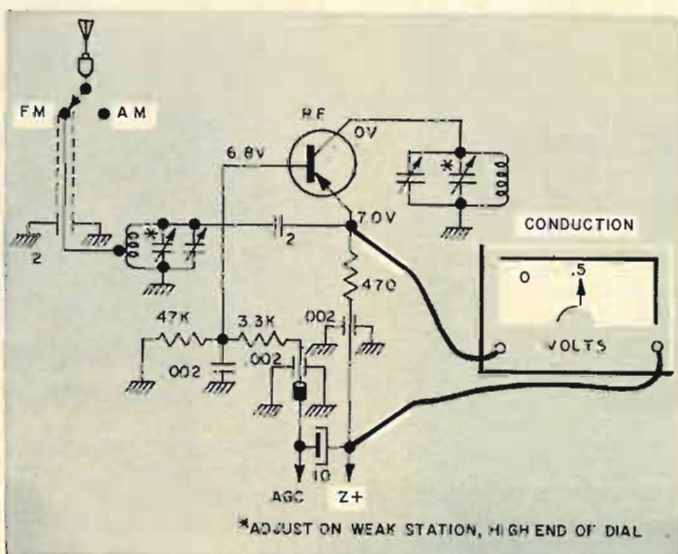 FM
AM
R.F.
0V
6.8V
*
*
CONDUCTION
7.0V
2
2
0
.5
470
VOLTS
47K
3.3K
.002
.002
.002
10
AGC
Z+
*ADJUST ON WEAK STATION, HIGH END OF DIAL